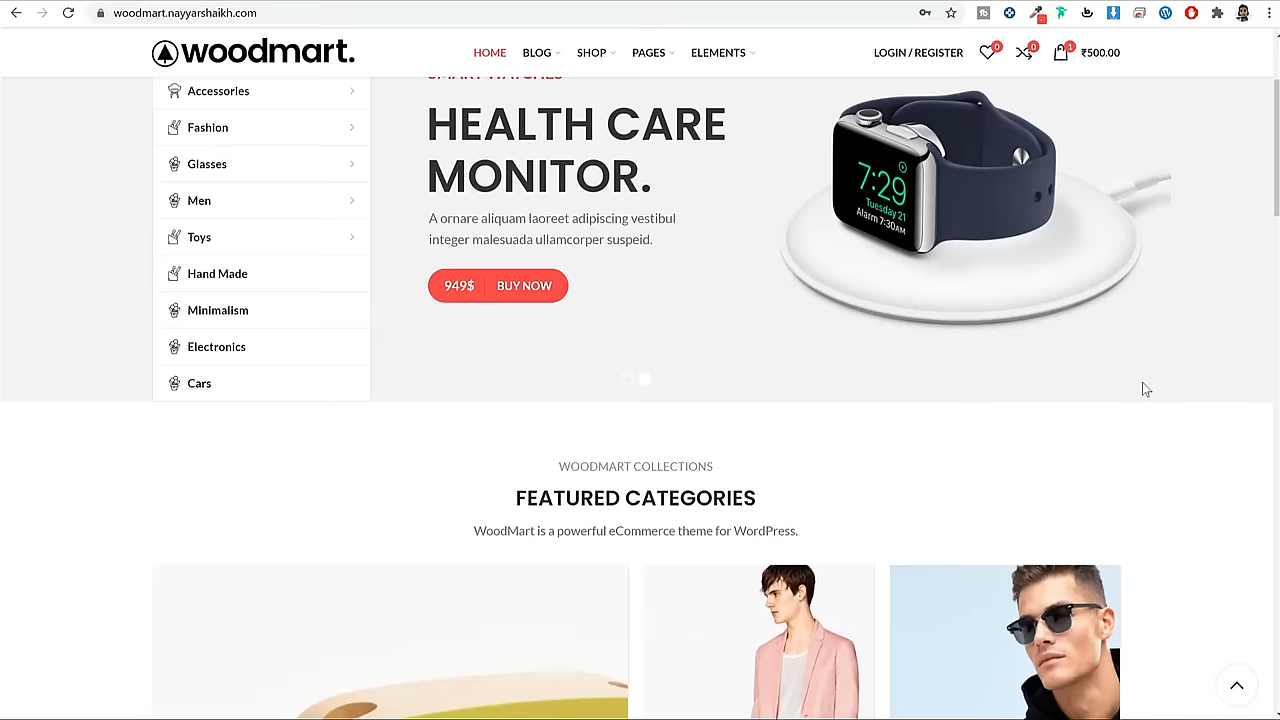 woodmart.nayyarshaikh.com
woodmart.
HOME BLOG SHOP PAGES ELEMENTS
LOGIN / REGISTER 0 0 1 ₹500.00
SMART WATCHES
Accessories
Fashion
Glasses
Men
Toys
Hand Made
Minimalism
Electronics
Cars
HEALTH CARE
MONITOR.
A ornare aliquam laoreet adipiscing vestibul
integer malesuada ullamcorper suspeid.
949$ BUY NOW
7:29
Tuesday 21
Alarm 7:30AM
WOODMART COLLECTIONS
FEATURED CATEGORIES
WoodMart is a powerful eCommerce theme for WordPress.